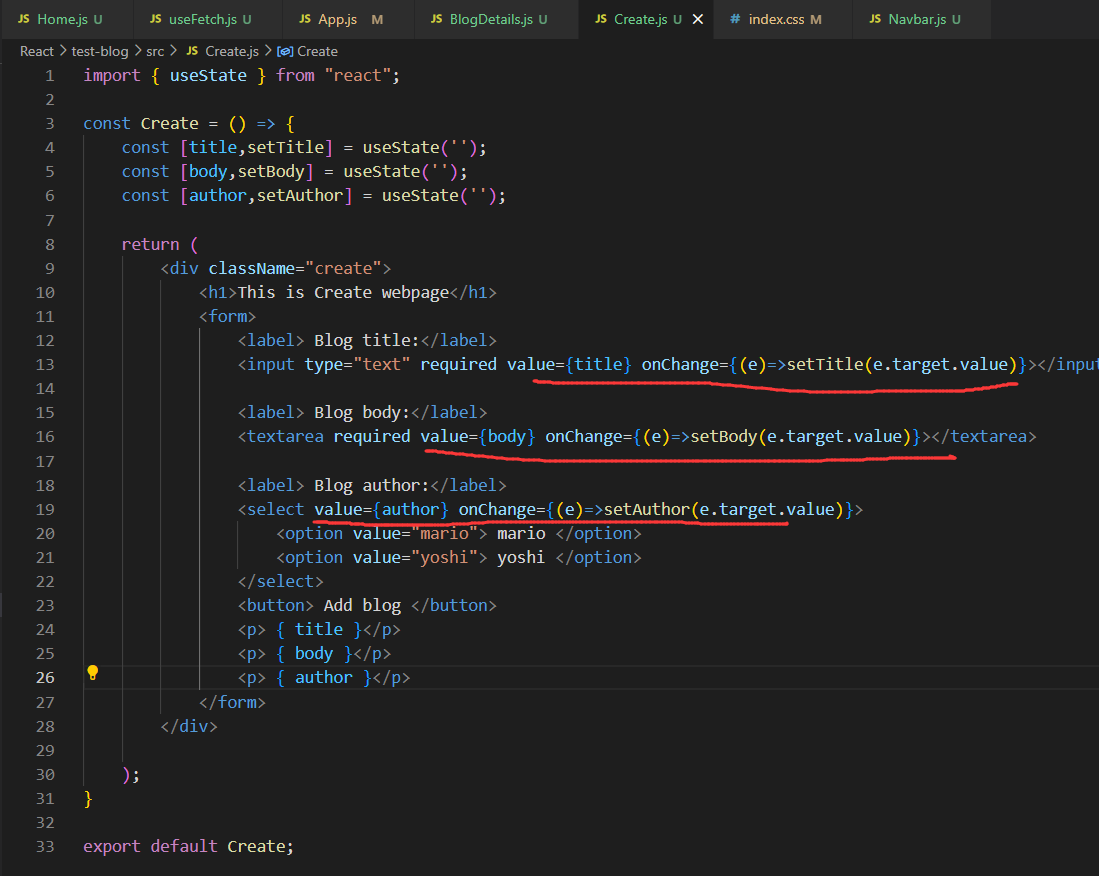 JS Home.js U JS useFetch.js U JS App.js M JS BlogDetails.js U JS Create.js U # index.css M JS Navbar.js U
React > test-blog > src > JS Create.js > Create
1 import { useState } from "react";
2
3 const Create = () => {
4 const [title,setTitle] = useState('');
5 const [body,setBody] = useState('');
6 const [author,setAuthor] = useState('');
7
8 return (
9 <div className="create">
10 <h1>This is Create webpage</h1>
11 <form>
12 <label> Blog title:</label>
13 <input type="text" required value={title} onChange={(e)=>setTitle(e.target.value)}></input
14
15 <label> Blog body:</label>
16 <textarea required value={body} onChange={(e)=>setBody(e.target.value)}></textarea>
17
18 <label> Blog author:</label>
19 <select value={author} onChange={(e)=>setAuthor(e.target.value)}>
20 <option value="mario"> mario </option>
21 <option value="yoshi"> yoshi </option>
22 </select>
23 <button> Add blog </button>
24 <p> { title }</p>
25 <p> { body }</p>
26 <p> { author }</p>
27 </form>
28 </div>
29
30 );
31 }
32
33 export default Create;